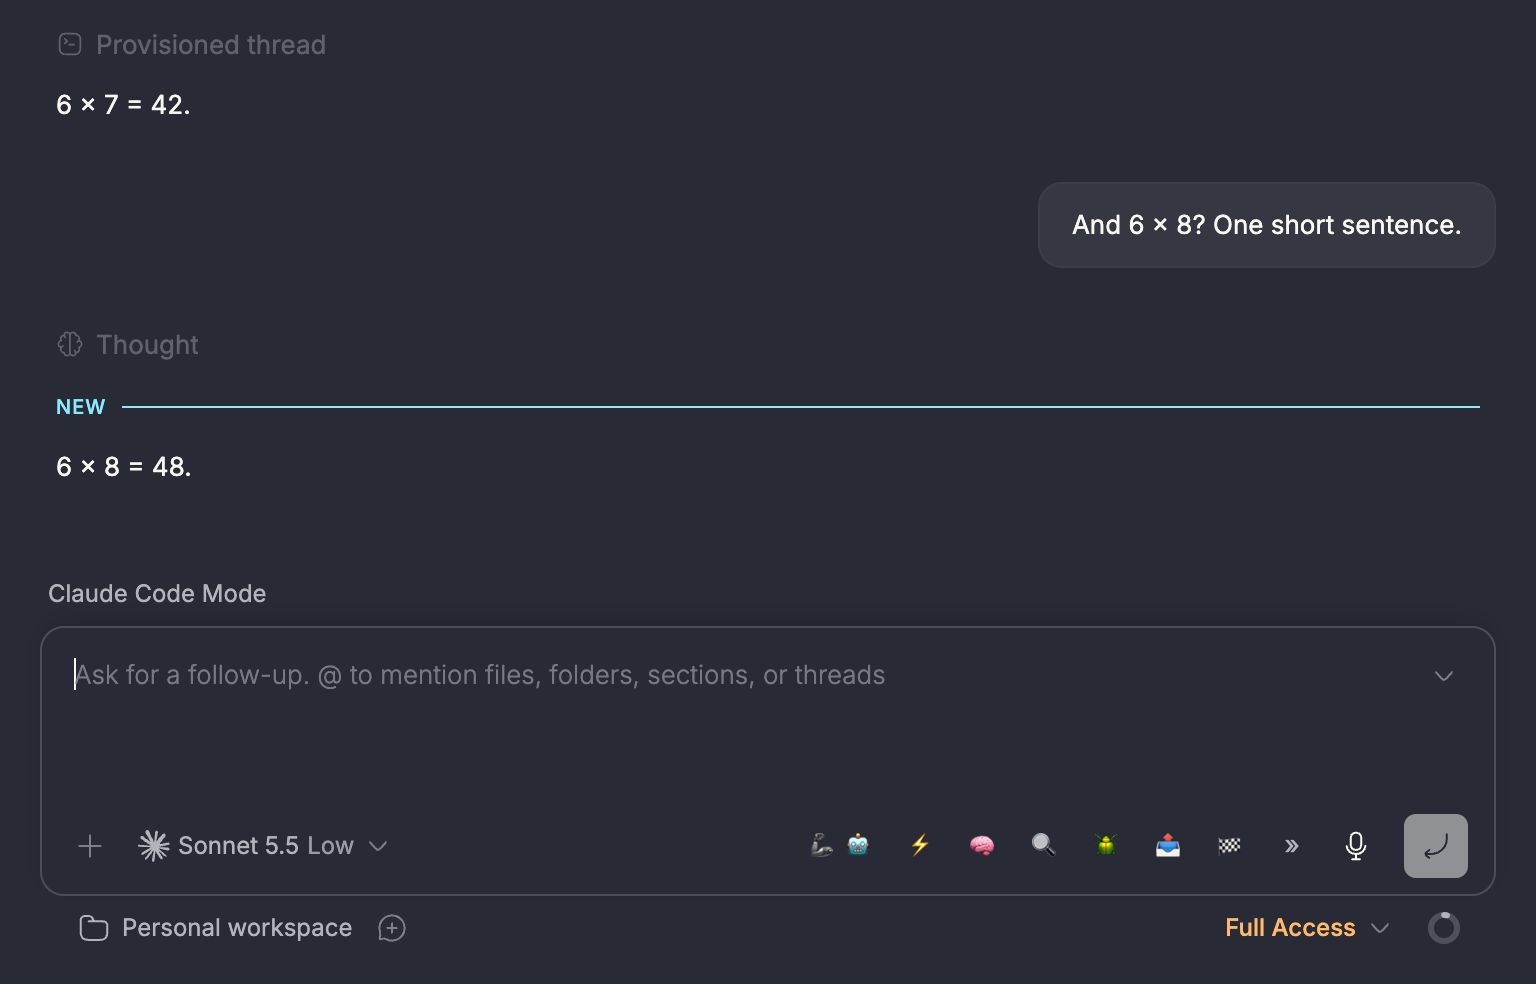 Provisioned thread
6 × 7 = 42.
And 6 × 8? One short sentence.
Thought
NEW
6 × 8 = 48.
Claude Code Mode
Ask for a follow-up. @ to mention files, folders, sections, or threads
Sonnet 5.5 Low
Personal workspace
Full Access